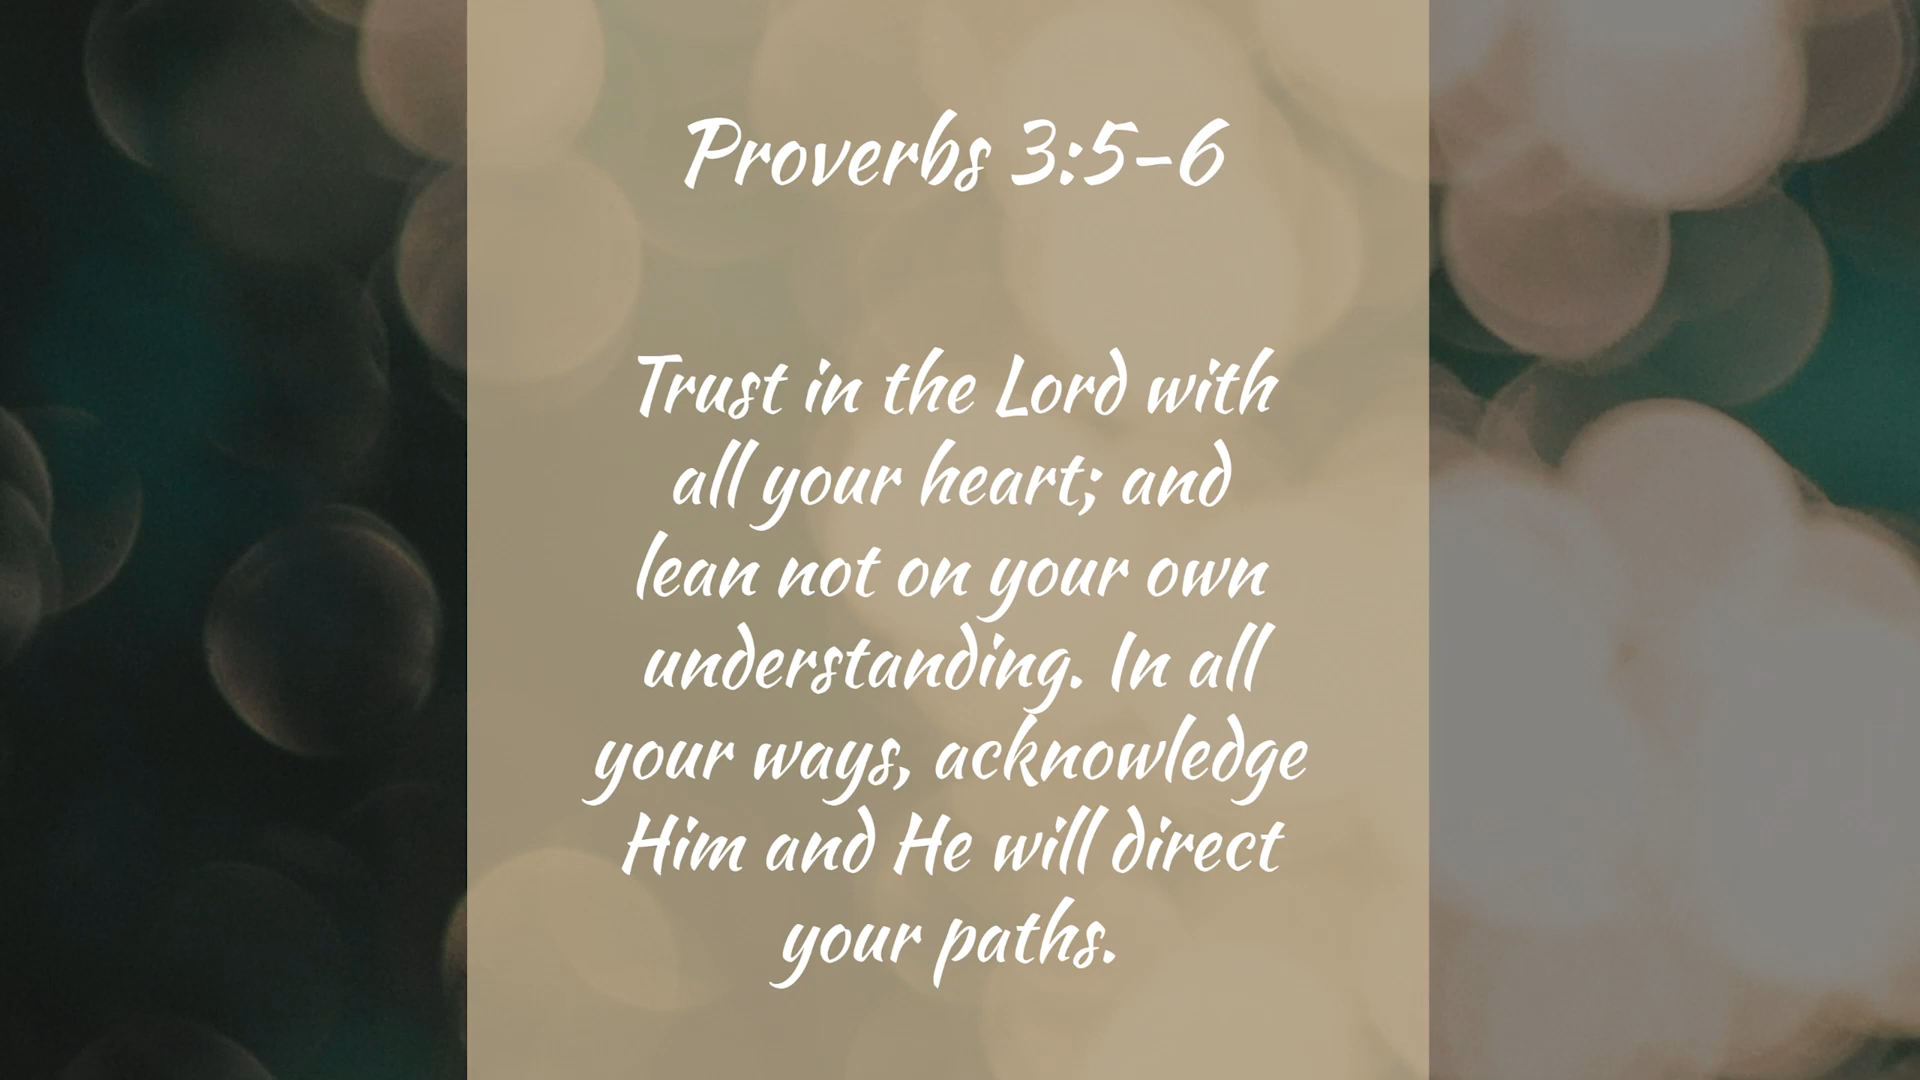 Proverbs 3:5-6
Trust in the Lord with
all your heart; and
lean not on your own
understanding. In all
your ways, acknowledge
Him and He will direct
your paths.